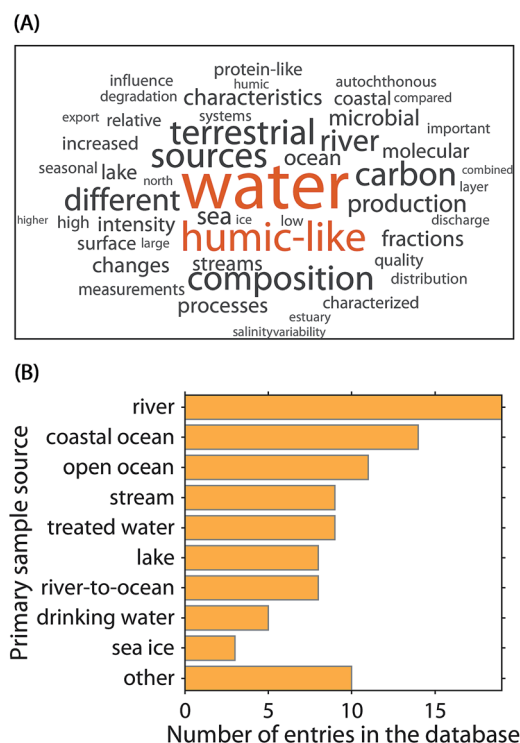 (A)
protein-like
influence
humic
autochthonous
degradation
characteristics
coastal
compared
export
relative
systems
microbial
important
terrestrial
river
increased
molecular
sources
ocean
seasonal
lake
north
water
carbon
combined
layer
different
production
higher
high
intensity
sea
ice
low
discharge
surface
large
humic-like
fractions
changes
streams
quality
composition
distribution
measurements
processes
characterized
estuary
salinityvariability
(B)
Primary sample source
river
coastal ocean
open ocean
stream
treated water
lake
river-to-ocean
drinking water
sea ice
other
0 5 10 15
Number of entries in the database